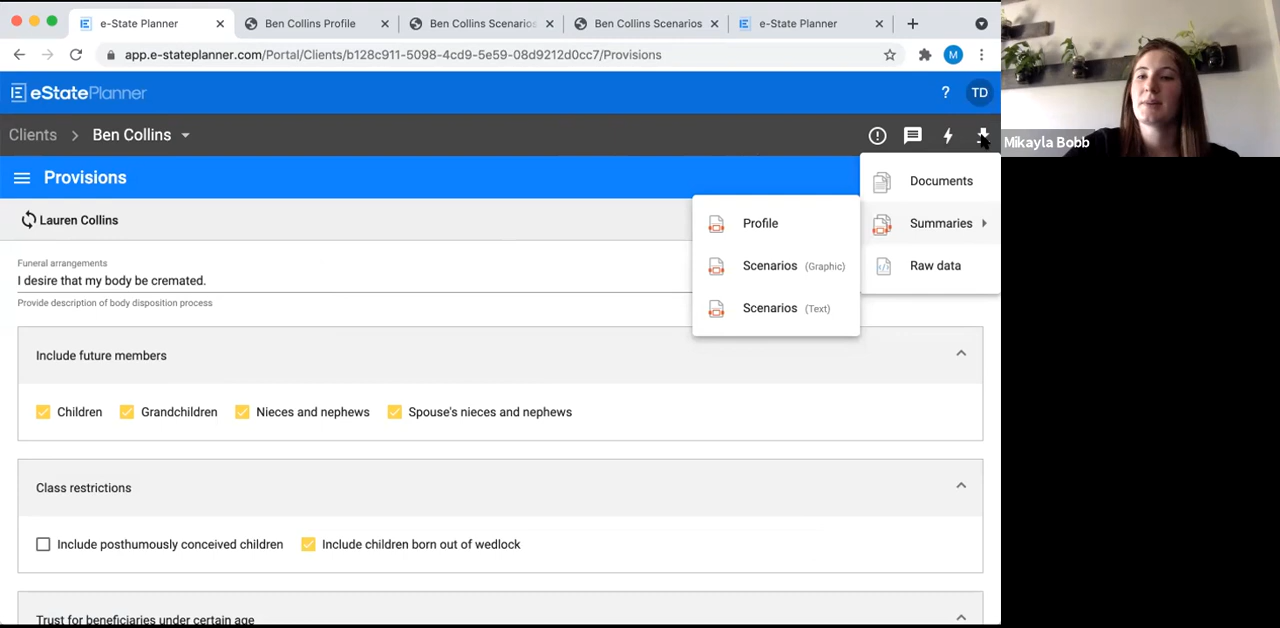 e-State Planner
Ben Collins Profile
Ben Collins Scenarios
Ben Collins Scenarios
e-State Planner
app.e-stateplanner.com/Portal/Clients/b128c911-5098-4cd9-5e59-08d9212d0cc7/Provisions
M
eStatePlanner
?
TD
Clients > Ben Collins
Mikayla Bobb
Provisions
Documents
Summaries
Raw data
Profile
Scenarios (Graphic)
Scenarios (Text)
Lauren Collins
Funeral arrangements
I desire that my body be cremated.
Provide description of body disposition process
Include future members
Children Grandchildren Nieces and nephews Spouse's nieces and nephews
Class restrictions
Include posthumously conceived children Include children born out of wedlock
Trust for beneficiaries under certain age